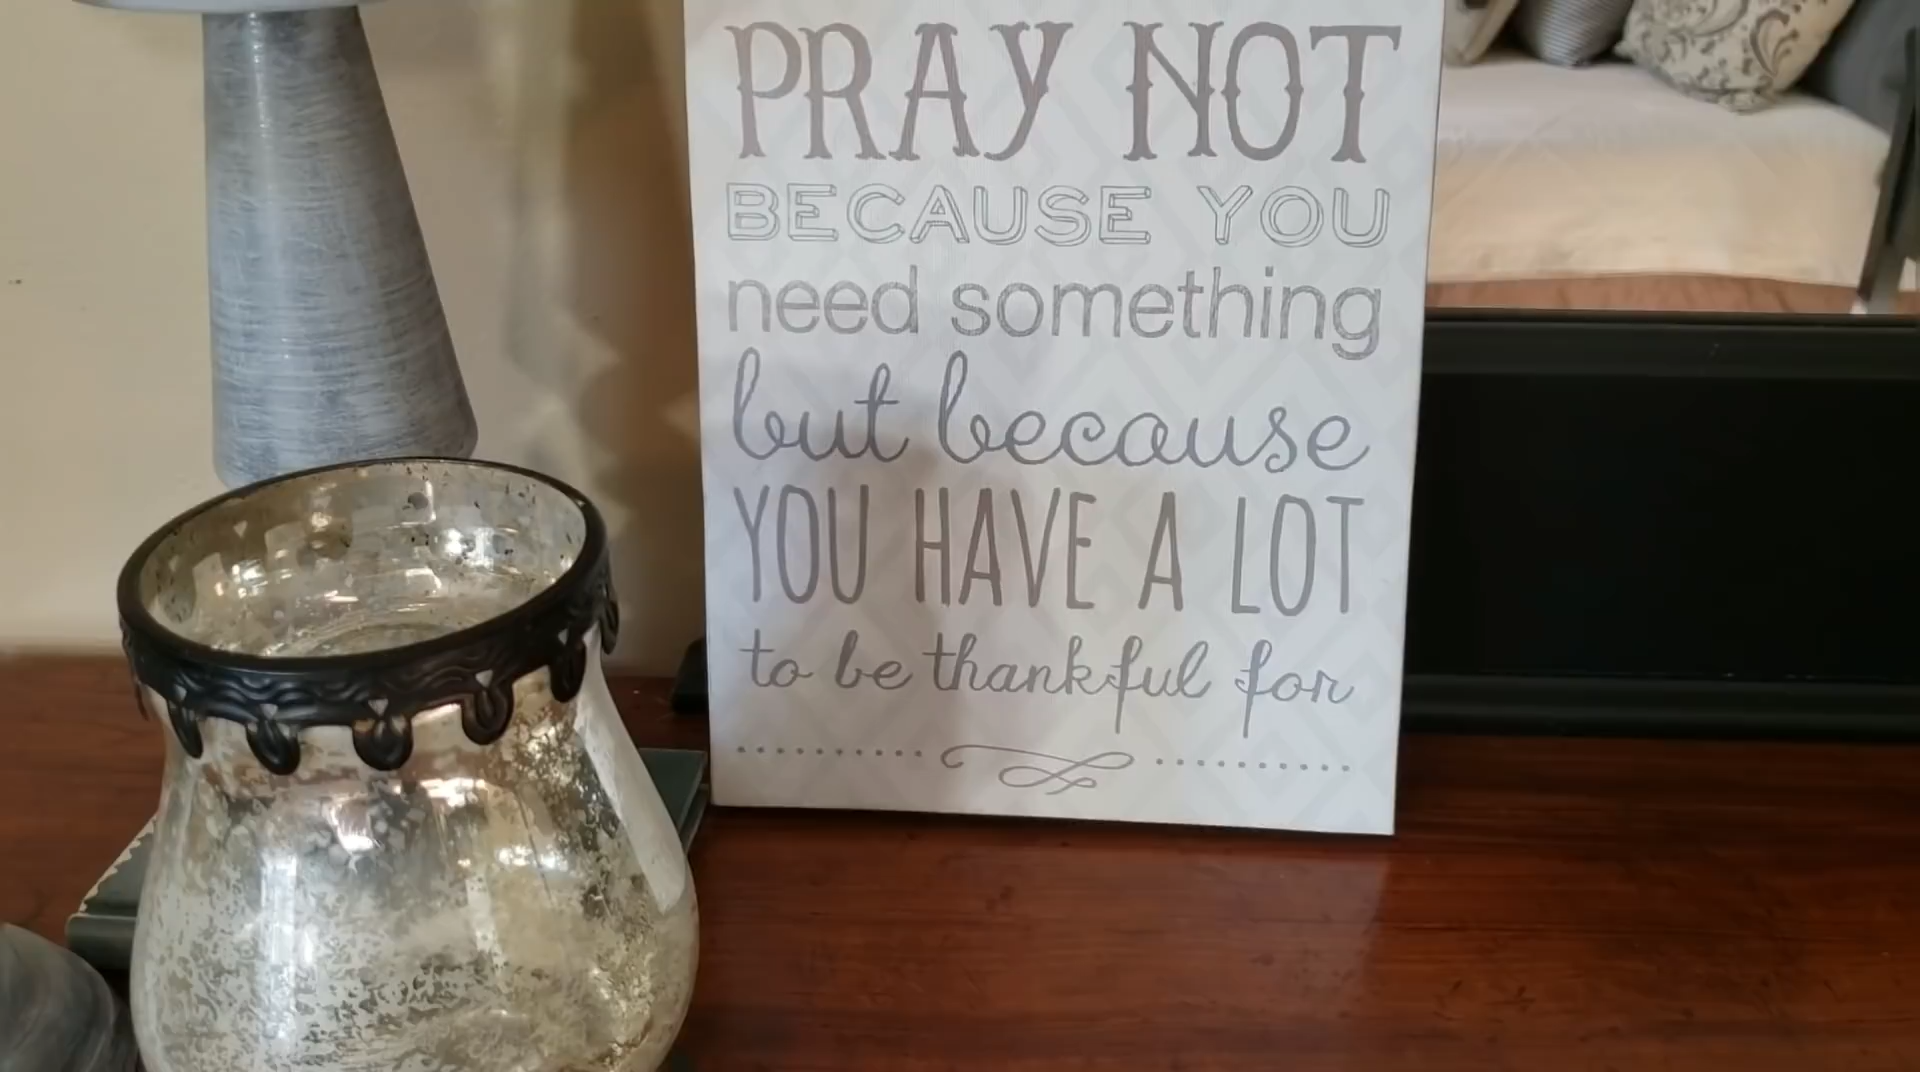 PRAY NOT
BECAUSE YOU
need something
but because
YOU HAVE A LOT
to be thankful for